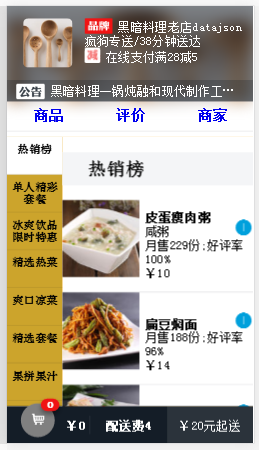 品牌 黑暗料理老店datajson
疯狗专送/38分钟送达
减 在线支付满28减5
公告 黑暗料理—锅炖融和现代制作工…
商品 评价 商家
热销榜
单人精彩套餐
冰爽饮品限时特惠
精选热菜
爽口凉菜
精选套餐
果拼果汁
热销榜
皮蛋瘦肉粥
咸粥
月售229份;好评率
100%
￥10
扁豆焖面
月售188份;好评率
96%
￥14
0
￥0 配送费4 ￥20元起送